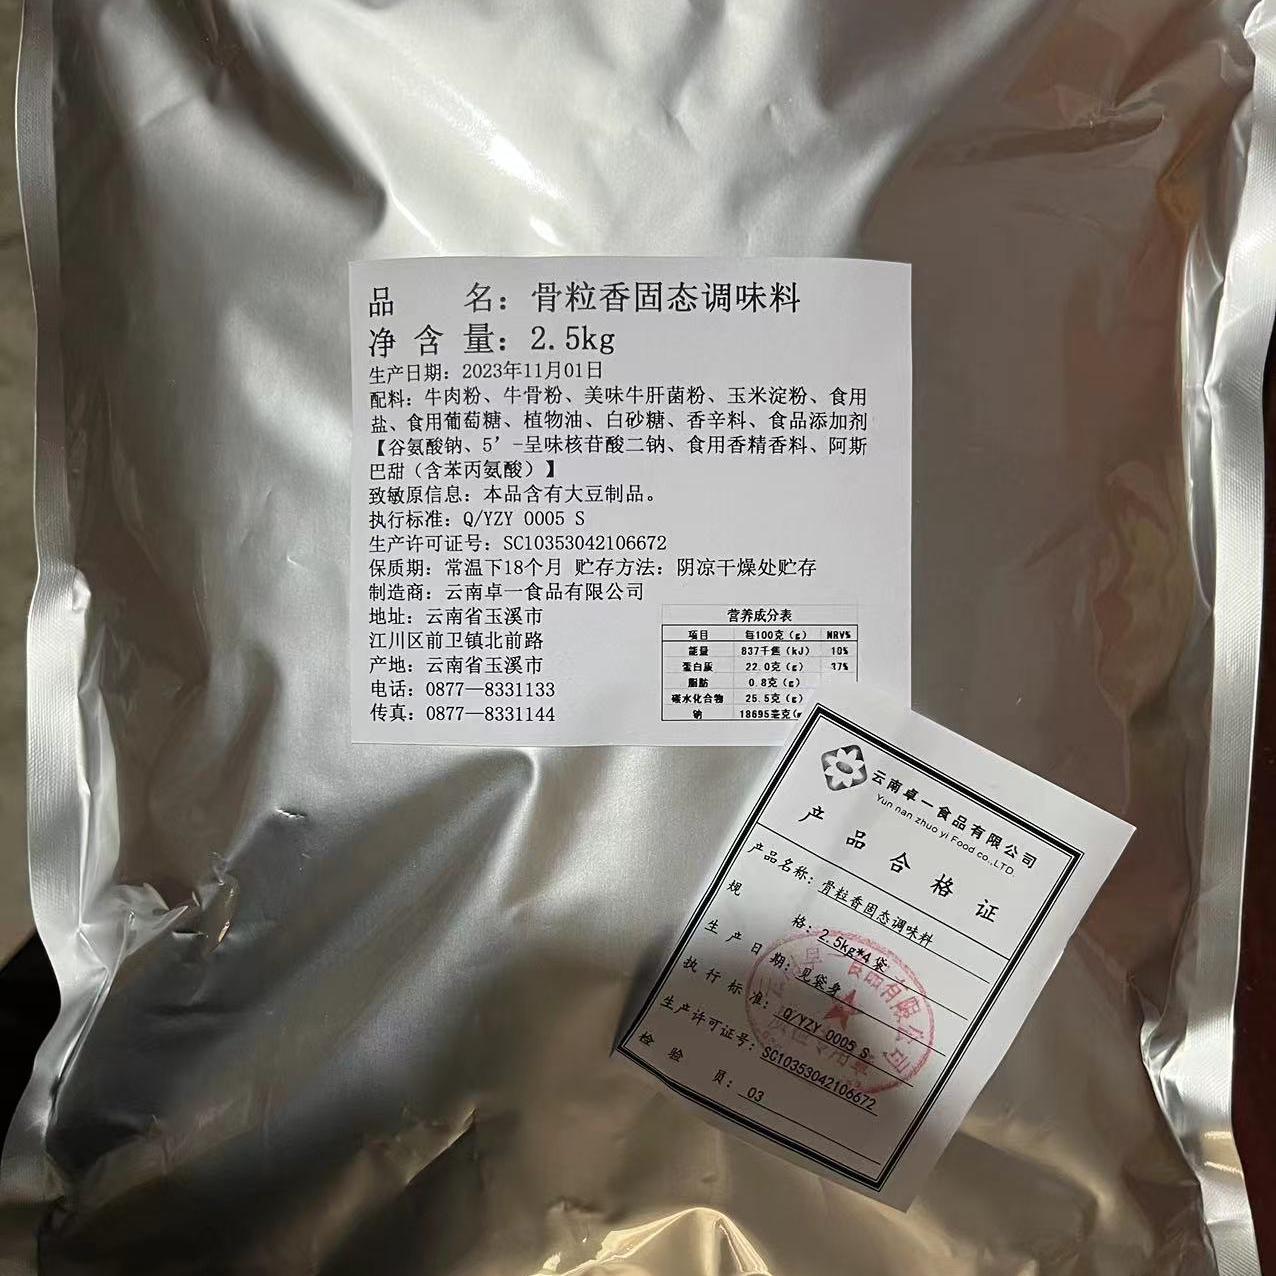 品　　名：骨粒香固态调味料
净 含 量：2.5kg
生产日期：2023年11月01日
配料：牛肉粉、牛骨粉、美味牛肝菌粉、玉米淀粉、食用
盐、食用葡萄糖、植物油、白砂糖、香辛料、食品添加剂
【谷氨酸钠、5’-呈味核苷酸二钠、食用香精香料、阿斯
巴甜（含苯丙氨酸）】
致敏原信息：本品含有大豆制品。
执行标准：Q/YZY 0005 S
生产许可证号：SC10353042106672
保质期：常温下18个月 贮存方法：阴凉干燥处贮存
制造商：云南卓一食品有限公司
地址：云南省玉溪市
江川区前卫镇北前路
产地：云南省玉溪市
电话：0877—8331133
传真：0877—8331144
营养成分表
项目 每100克（g） NRV%
能量 837千焦（kJ） 10%
蛋白质 22.0克（g） 37%
脂肪 0.8克（g）
碳水化合物 25.5克（g）
钠 18695毫克
云南卓一食品有限公司
Yun nan zhuo yi Food co.,LTD.
产品合格证
产品名称：骨粒香固态调味料
规　　格：2.5kg*4袋
生产日期：见袋身
执行标准：Q/YZY 0005 S
生产许可证号：SC10353042106672
检　验　员：03